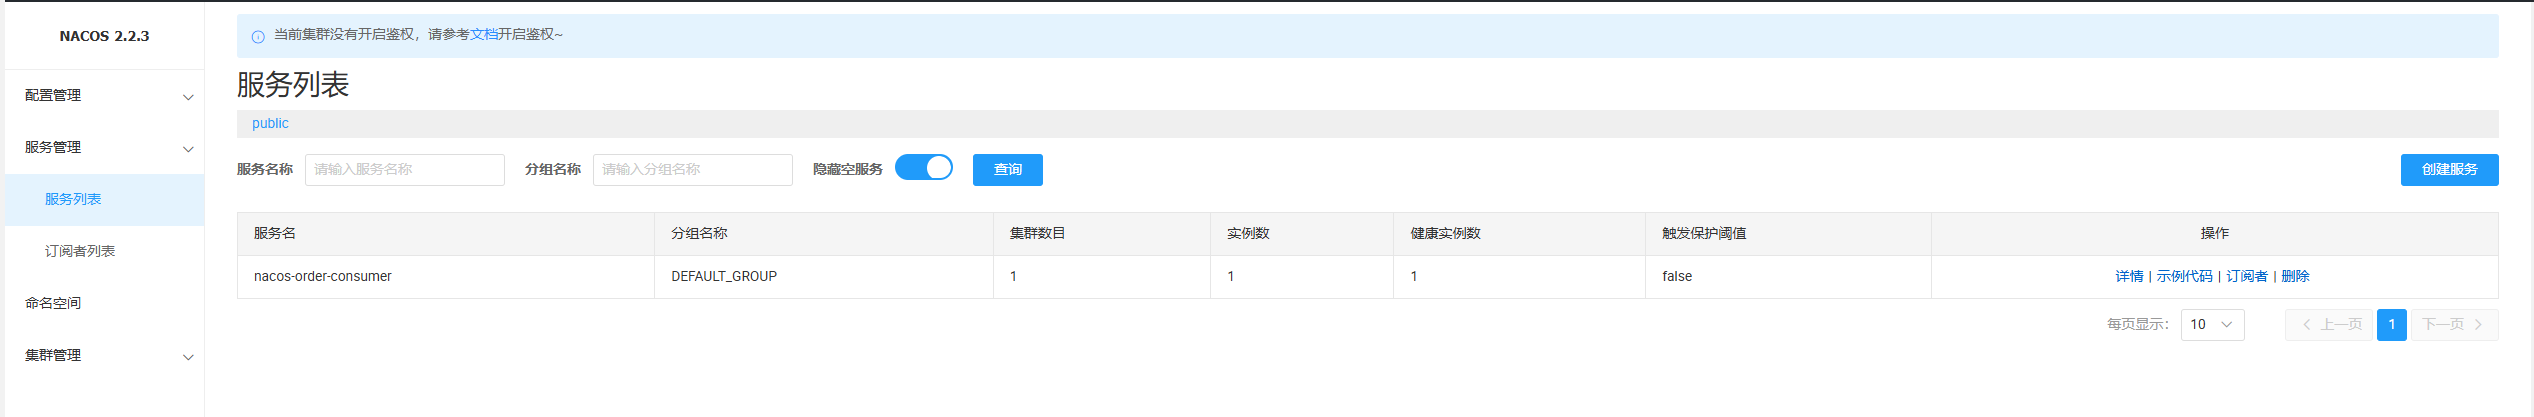 NACOS 2.2.3
配置管理
服务管理
服务列表
订阅者列表
命名空间
集群管理
当前集群没有开启鉴权，请参考文档开启鉴权~
服务列表
public
服务名称 请输入服务名称 分组名称 请输入分组名称 隐藏空服务 查询 创建服务
服务名 分组名称 集群数目 实例数 健康实例数 触发保护阈值 操作
nacos-order-consumer DEFAULT_GROUP 1 1 1 false 详情 | 示例代码 | 订阅者 | 删除
每页显示： 10 上一页 1 下一页